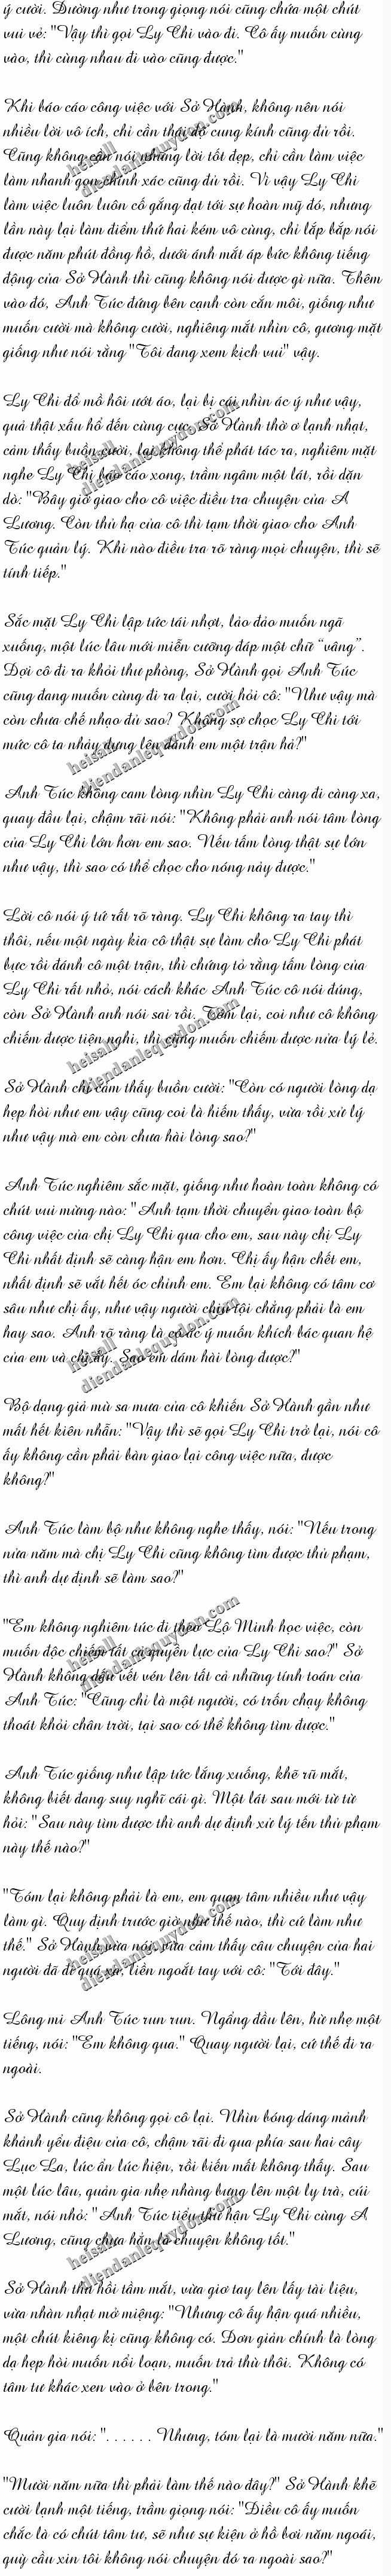 ý cười. Dường như trong giọng nói cũng chứa một chút
vui vẻ: "Vậy thì gọi Ly Chi vào đi. Cô ấy muốn cùng
vào, thì cùng nhau đi vào cũng được."

Khi báo cáo công việc với Sở Hành, không nên nói
nhiều lời vô ích, chỉ cần thái độ cung kính cũng đủ rồi.
Cũng không cần nói những lời tốt đẹp, chỉ cần làm việc
làm nhanh gọn chính xác cũng đủ rồi. Vì vậy Ly Chi
làm việc luôn luôn cố gắng đạt tới sự hoàn mỹ đó, nhưng
lần này lại làm điểm thứ hai kém vô cùng, chỉ lắp bắp nói
được năm phút đồng hồ, dưới ánh mắt áp bức không tiếng
động của Sở Hành thì cũng không nói được gì nữa. Thêm
vào đó, Anh Túc đứng bên cạnh còn cắn môi, giống như
muốn cười mà không cười, nghiêng mắt nhìn cô, gương mặt
giống như nói rằng "Tôi đang xem kịch vui" vậy.

Ly Chi đổ mồ hôi ướt áo, lại bị cái nhìn ác ý như vậy,
quả thật xấu hổ đến cùng cực. Sở Hành thờ ơ lạnh nhạt,
cảm thấy buồn cười, lại không thể phát tác ra, nghiêm mặt
nghe Ly Chi báo cáo xong, trầm ngâm một lát, rồi dặn
dò: "Bây giờ giao cho cô việc điều tra chuyện của A
Lương. Còn thủ hạ của cô thì tạm thời giao cho Anh
Túc quản lý. Khi nào điều tra rõ ràng mọi chuyện, thì sẽ
tính tiếp."

Sắc mặt Ly Chi lập tức tái nhợt, lảo đảo muốn ngã
xuống, một lúc lâu mới miễn cưỡng đáp một chữ “vâng”.
Đợi cô đi ra khỏi thư phòng, Sở Hành gọi Anh Túc
cũng đang muốn cùng đi ra lại, cười hỏi cô: "Như vậy mà
còn chưa chế nhạo đủ sao? Không sợ chọc Ly Chi tới
mức cô ta nhảy dựng lên đánh em một trận hả?"

Anh Túc không cam lòng nhìn Ly Chi càng đi càng xa,
quay đầu lại, chậm rãi nói: "Không phải anh nói tâm lòng
của Ly Chi lớn hơn em sao. Nếu tấm lòng thật sự lớn
như vậy, thì sao có thể chọc cho nóng nảy được."

Lời cô nói ý tứ rất rõ ràng. Ly Chi không ra tay thì
thôi, nếu một ngày kia cô thật sự làm cho Ly Chi phát
bực rồi đánh cô một trận, thì chứng tỏ rằng tấm lòng của
Ly Chi rất nhỏ, nói cách khác Anh Túc cô nói đúng,
còn Sở Hành anh nói sai rồi. Tóm lại, coi như cô không
chiếm được tiện nghi, thì cũng muốn chiếm được nửa lý lẽ.

Sở Hành chỉ cảm thấy buồn cười: "Còn có người lòng dạ
hẹp hòi như em vậy cũng coi là hiếm thấy, vừa rồi xử lý
như vậy mà em còn chưa hài lòng sao?"

Anh Túc nghiêm sắc mặt, giống như hoàn toàn không có
chút vui mừng nào: "Anh tạm thời chuyển giao toàn bộ
công việc của chị Ly Chi qua cho em, sau này chị Ly
Chi nhất định sẽ càng hận em hơn. Chị ấy hận chết em,
nhất định sẽ vắt hết óc chỉnh em. Em lại không có tâm cơ
sâu như chị ấy, như vậy người chịu tội chẳng phải là em
hay sao. Anh rõ ràng là có ác ý muốn khích bác quan hệ
của em và chị ấy. Sao em dám hài lòng được?"

Bộ dạng giả mù sa mưa của cô khiến Sở Hành gần như
mất hết kiên nhẫn: "Vậy thì sẽ gọi Ly Chi trở lại, nói cô
ấy không cần phải bàn giao lại công việc nữa, được
không?"

Anh Túc làm bộ như không nghe thấy, nói: "Nếu trong
nửa năm mà chị Ly Chi cũng không tìm được thủ phạm,
thì anh dự định sẽ làm sao?"

"Em không nghiêm túc đi theo Lộ Minh học việc, còn
muốn độc chiếm tất cả quyền lực của Ly Chi sao?" Sở
Hành không dấu vết vén lên tất cả những tính toán của
Anh Túc: "Cũng chỉ là một người, có trốn chạy không
thoát khỏi chân trời, tại sao có thể không tìm được."

Anh Túc giống như lập tức lắng xuống, khẽ rũ mắt,
không biết đang suy nghĩ cái gì. Một lát sau mới từ từ
hỏi: "Sau này tìm được thì anh dự định xử lý tên thủ phạm
này thế nào?"

"Tóm lại không phải là em, em quan tâm nhiều như vậy
làm gì. Quy định trước giờ như thế nào, thì cứ làm như
thế." Sở Hành vừa nói, vừa cảm thấy câu chuyện của hai
người đã đi quá xa, liền ngoắt tay với cô: "Tới đây."

Lông mi Anh Túc run run. Ngẩng đầu lên, hừ nhẹ một
tiếng, nói: "Em không qua." Quay người lại, cứ thế đi ra
ngoài.

Sở Hành cũng không gọi cô lại. Nhìn bóng dáng mảnh
khảnh yểu điệu của cô, chậm rãi đi qua phía sau hai cây
Lục La, lúc ẩn lúc hiện, rồi biến mất không thấy. Sau
một lúc lâu, quản gia nhẹ nhàng bưng lên một ly trà, cúi
mắt, nói nhỏ: "Anh Túc tiểu thư hận Ly Chi cùng A
Lương, cũng chưa hẳn là chuyện không tốt."

Sở Hành thu hồi tầm mắt, vừa giơ tay lên lấy tài liệu,
vừa nhàn nhạt mở miệng: "Nhưng cô ấy hận quá nhiều,
một chút kiêng kị cũng không có. Đơn giản chính là lòng
dạ hẹp hòi muốn nổi loạn, muốn trả thù thôi. Không có
tâm tư khác xen vào ở bên trong."

Quản gia nói: ". . . . . . Nhưng, tóm lại là mười năm nữa."

"Mười năm nữa thì phải làm thế nào đây?" Sở Hành khẽ
cười lạnh một tiếng, trầm giọng nói: "Điều cô ấy muốn
chắc là có chút tâm tư, sẽ như sự kiện ở hồ bơi năm ngoái,
quỳ cầu xin tôi không nói chuyện đó ra ngoài sao?"